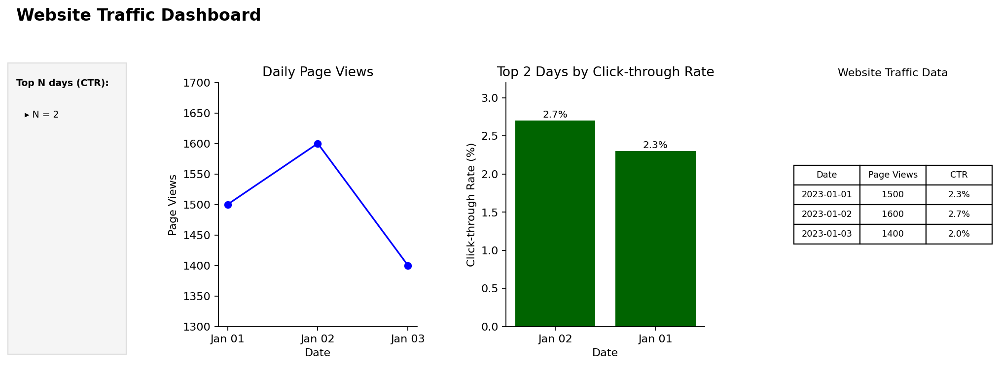 Website Traffic Dashboard
Top N days (CTR):
▸ N = 2
Daily Page Views
Page Views
1700
1650
1600
1550
1500
1450
1400
1350
1300
Jan 01 Jan 02 Jan 03
Date
Top 2 Days by Click-through Rate
Click-through Rate (%)
3.0
2.5
2.0
1.5
1.0
0.5
0.0
2.7%
2.3%
Jan 02 Jan 01
Date
Website Traffic Data
Date Page Views CTR
2023-01-01 1500 2.3%
2023-01-02 1600 2.7%
2023-01-03 1400 2.0%